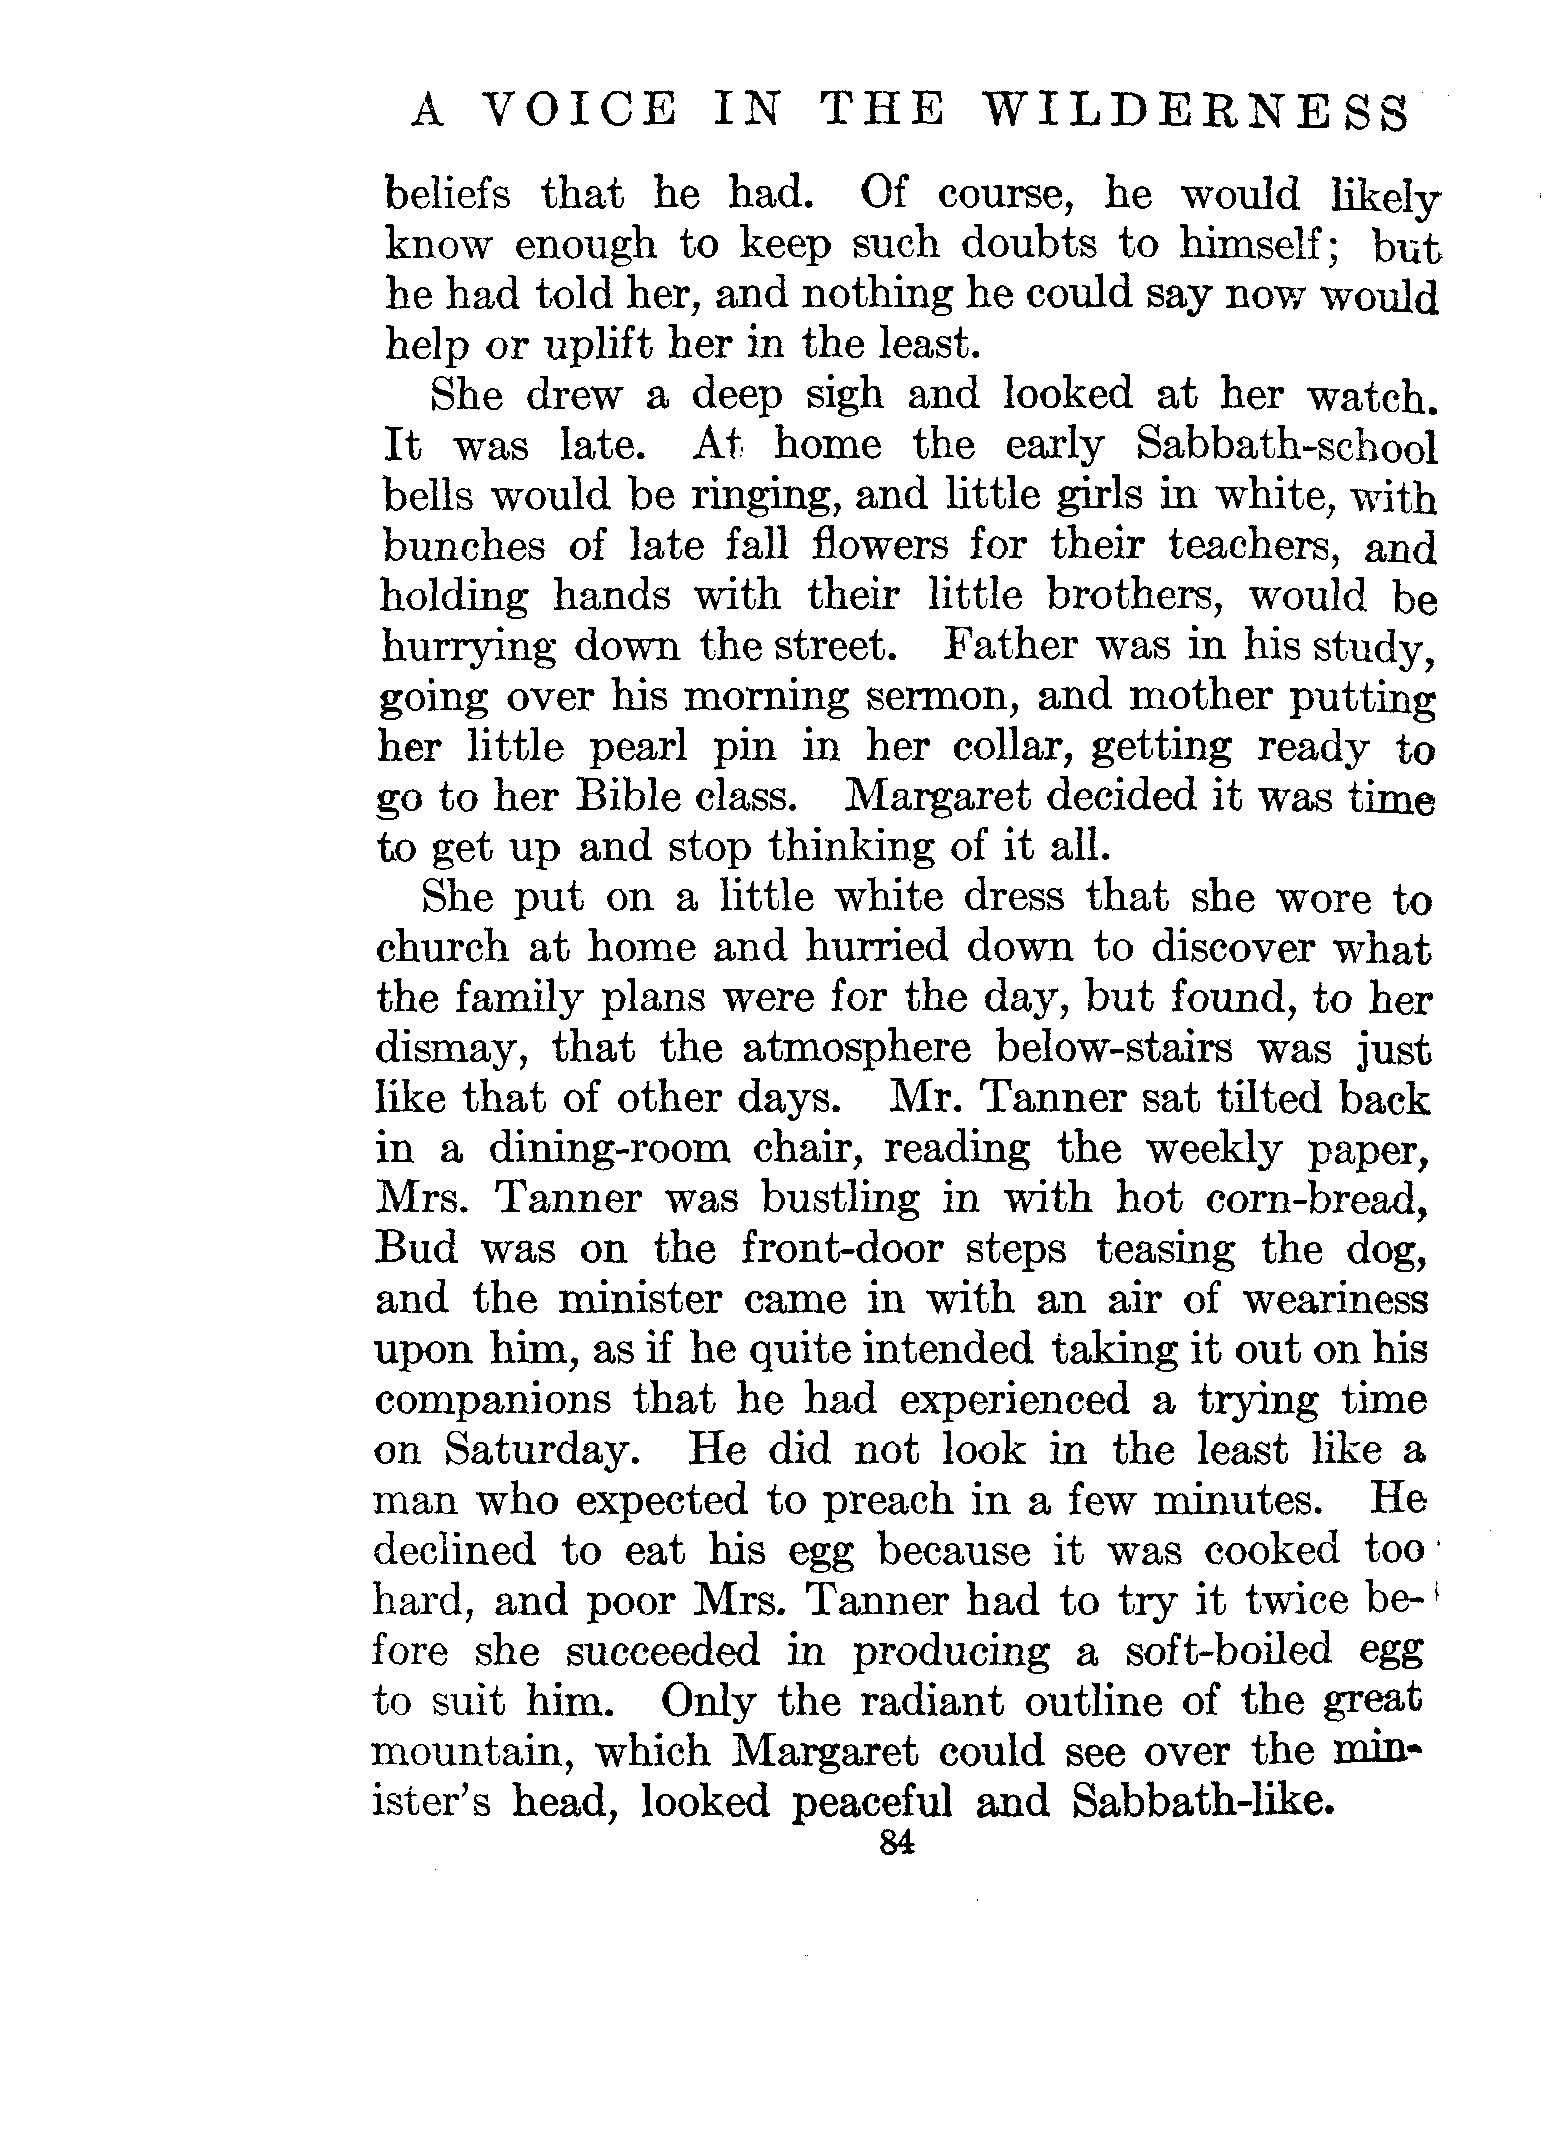 A VOICE IN THE WILDERNESS
beliefs that he had. Of course, he would likely
know enough to keep such doubts to himself; but
he had told her, and nothing he could say now would
help or uplift her in the least.
She drew a deep sigh and looked at her watch.
It was late. At home the early Sabbath-school
bells would be ringing, and little girls in white, with
bunches of late fall flowers for their teachers, and
holding hands with their little brothers, would be
hurrying down the street. Father was in his study,
going over his morning sermon, and mother putting
her little pearl pin in her collar, getting ready to
go to her Bible class. Margaret decided it was time
to get up and stop thinking of it all.
She put on a little white dress that she wore to
church at home and hurried down to discover what
the family plans were for the day, but found, to her
dismay, that the atmosphere below-stairs was just
like that of other days. Mr. Tanner sat tilted back
in a dining-room chair, reading the weekly paper,
Mrs. Tanner was bustling in with hot corn-bread,
Bud was on the front-door steps teasing the dog,
and the minister came in with an air of weariness
upon him, as if he quite intended taking it out on his
companions that he had experienced a trying time
on Saturday. He did not look in the least like a
man who expected to preach in a few minutes. He
declined to eat his egg because it was cooked too
hard, and poor Mrs. Tanner had to try it twice be-
fore she succeeded in producing a soft-boiled egg
to suit him. Only the radiant outline of the great
mountain, which Margaret could see over the min-
ister's head, looked peaceful and Sabbath-like.
84